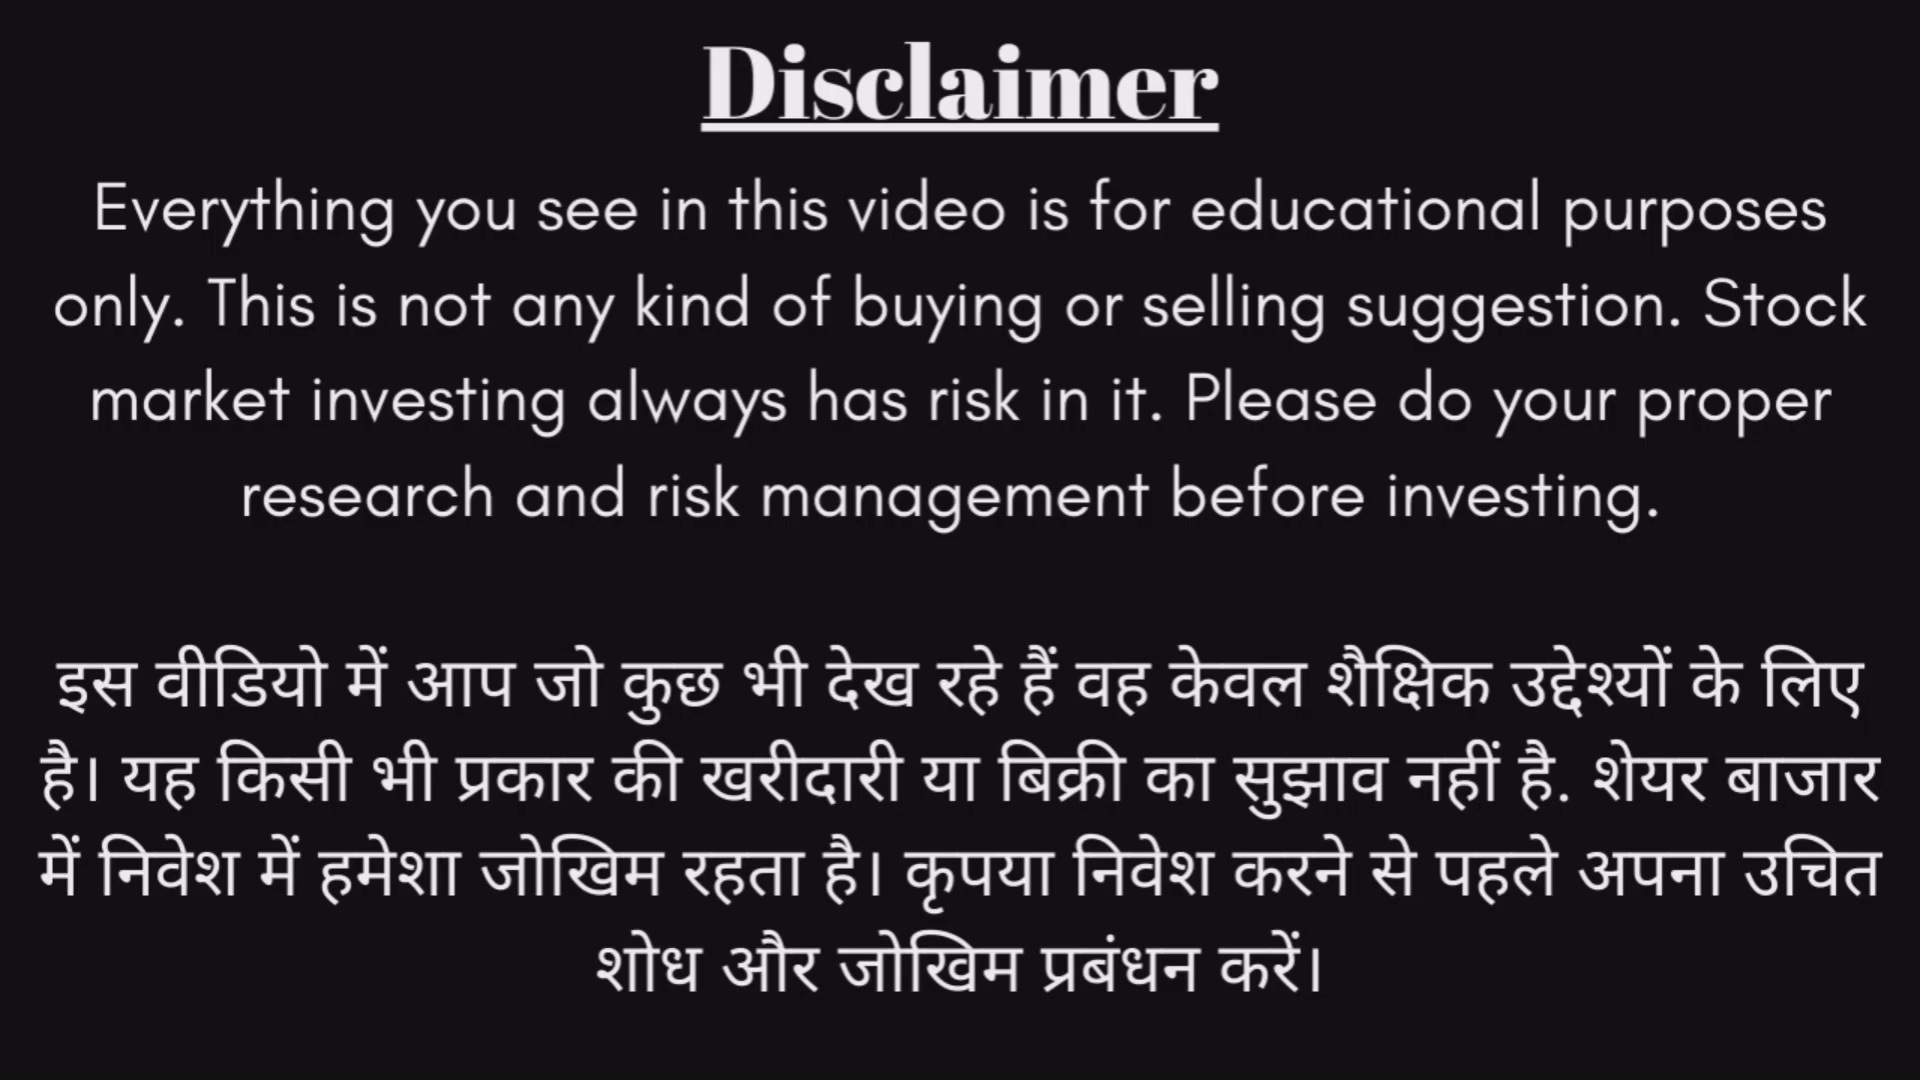 Disclaimer
Everything you see in this video is for educational purposes
only. This is not any kind of buying or selling suggestion. Stock
market investing always has risk in it. Please do your proper
research and risk management before investing.
इस वीडियो में आप जो कुछ भी देख रहे हैं वह केवल शैक्षिक उद्देश्यों के लिए
है। यह किसी भी प्रकार की खरीदारी या बिक्री का सुझाव नहीं है. शेयर बाजार
में निवेश में हमेशा जोखिम रहता है। कृपया निवेश करने से पहले अपना उचित
शोध और जोखिम प्रबंधन करें।